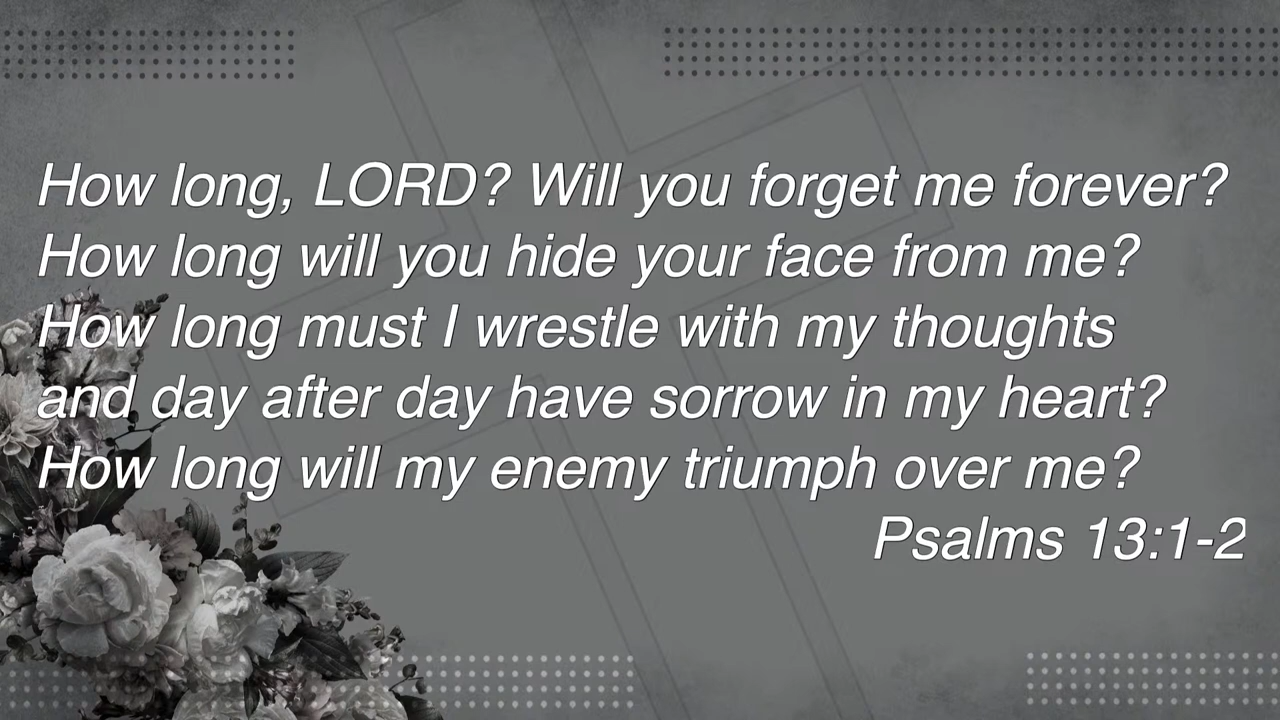 How long, LORD? Will you forget me forever?
How long will you hide your face from me?
How long must I wrestle with my thoughts
and day after day have sorrow in my heart?
How long will my enemy triumph over me?
Psalms 13:1-2